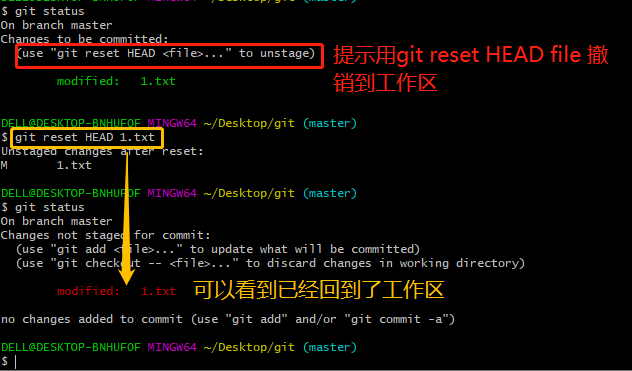 $ git status
On branch master
Changes to be committed:
(use "git reset HEAD <file>..." to unstage)
提示用git reset HEAD file 撤
销到工作区
modified:   1.txt
DELL@DESKTOP-BNHUFOF MINGW64 ~/Desktop/git (master)
$ git reset HEAD 1.txt
Unstaged changes after reset:
M       1.txt
DELL@DESKTOP-BNHUFOF MINGW64 ~/Desktop/git (master)
$ git status
On branch master
Changes not staged for commit:
(use "git add <file>..." to update what will be committed)
(use "git checkout -- <file>..." to discard changes in working directory)
modified:   1.txt
可以看到已经回到了工作区
no changes added to commit (use "git add" and/or "git commit -a")
DELL@DESKTOP-BNHUFOF MINGW64 ~/Desktop/git (master)
$